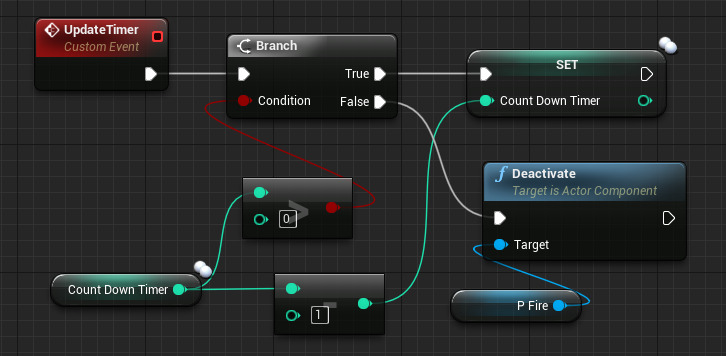 UpdateTimer
Custom Event
Branch
True
Condition
False
SET
Count Down Timer
f Deactivate
Target is Actor Component
Target
>
0
Count Down Timer
-
1
P Fire